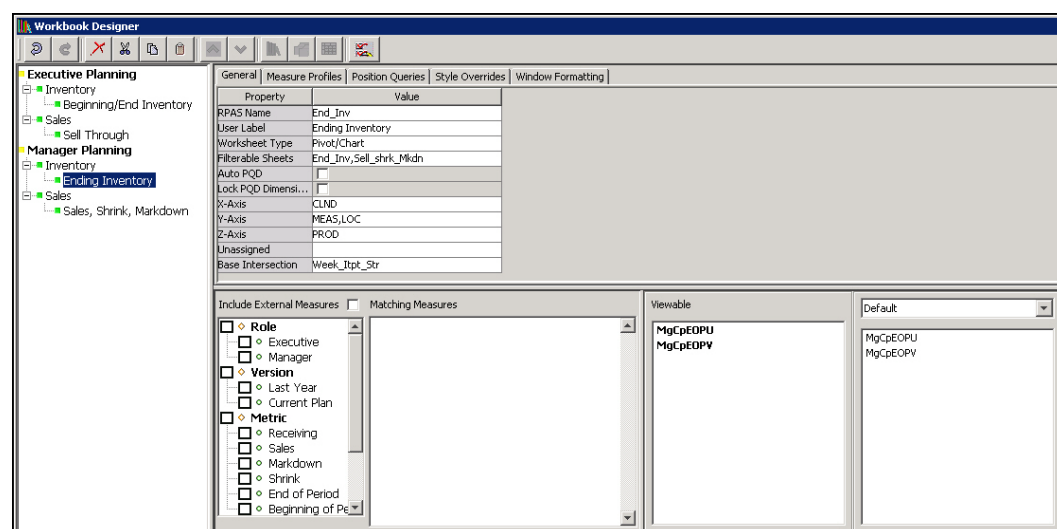 Workbook Designer
Executive Planning
Inventory
Beginning/End Inventory
Sales
Sell Through
Manager Planning
Inventory
Ending Inventory
Sales
Sales, Shrink, Markdown
General Measure Profiles Position Queries Style Overrides Window Formatting
Property Value
RPAS Name End_Inv
User Label Ending Inventory
Worksheet Type Pivot/Chart
Filterable Sheets End_Inv,Sell_shrk_Mkdn
Auto PQD
Lock PQD Dimensi...
X-Axis CLND
Y-Axis MEAS,LOC
Z-Axis PROD
Unassigned
Base Intersection Week_Itpt_Str
Include External Measures Matching Measures
Role
Executive
Manager
Version
Last Year
Current Plan
Metric
Receiving
Sales
Markdown
Shrink
End of Period
Beginning of Pe
Viewable
MgCpEOPU
MgCpEOPV
Default
MgCpEOPU
MgCpEOPV